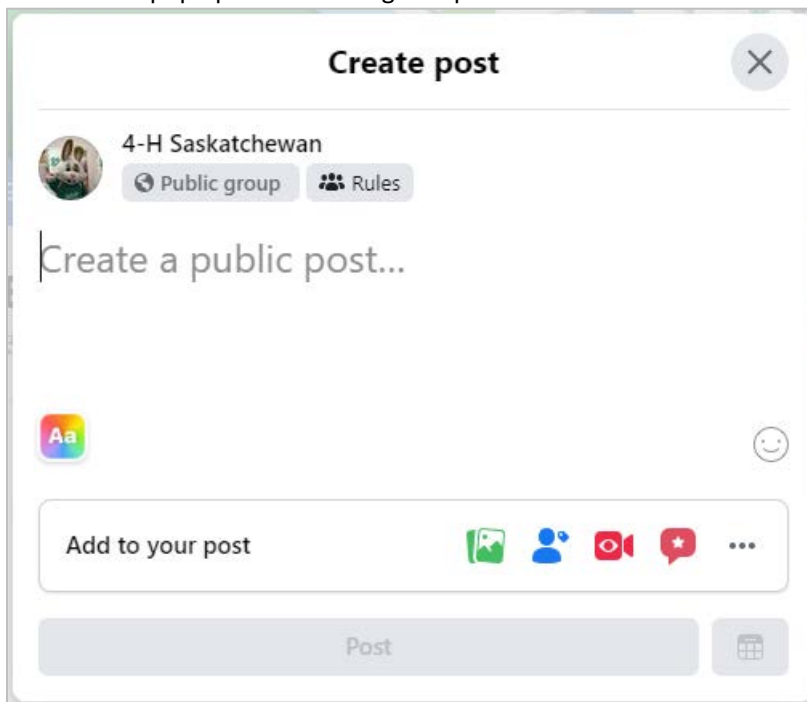 Create post
4-H Saskatchewan
Public group Rules
Create a public post...
Aa
Add to your post
Post